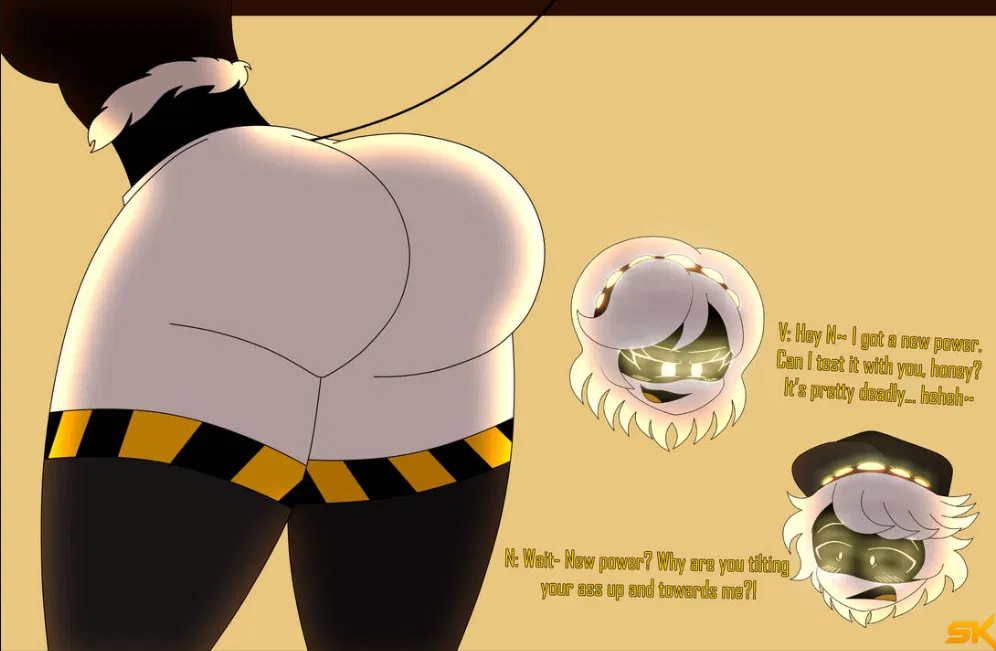 V: Hey N~ I got a new power.
Can I test it with you, honey?
It's pretty deadly... heheh~
N: Wait- New power? Why are you tilting
your ass up and towards me?!
SK